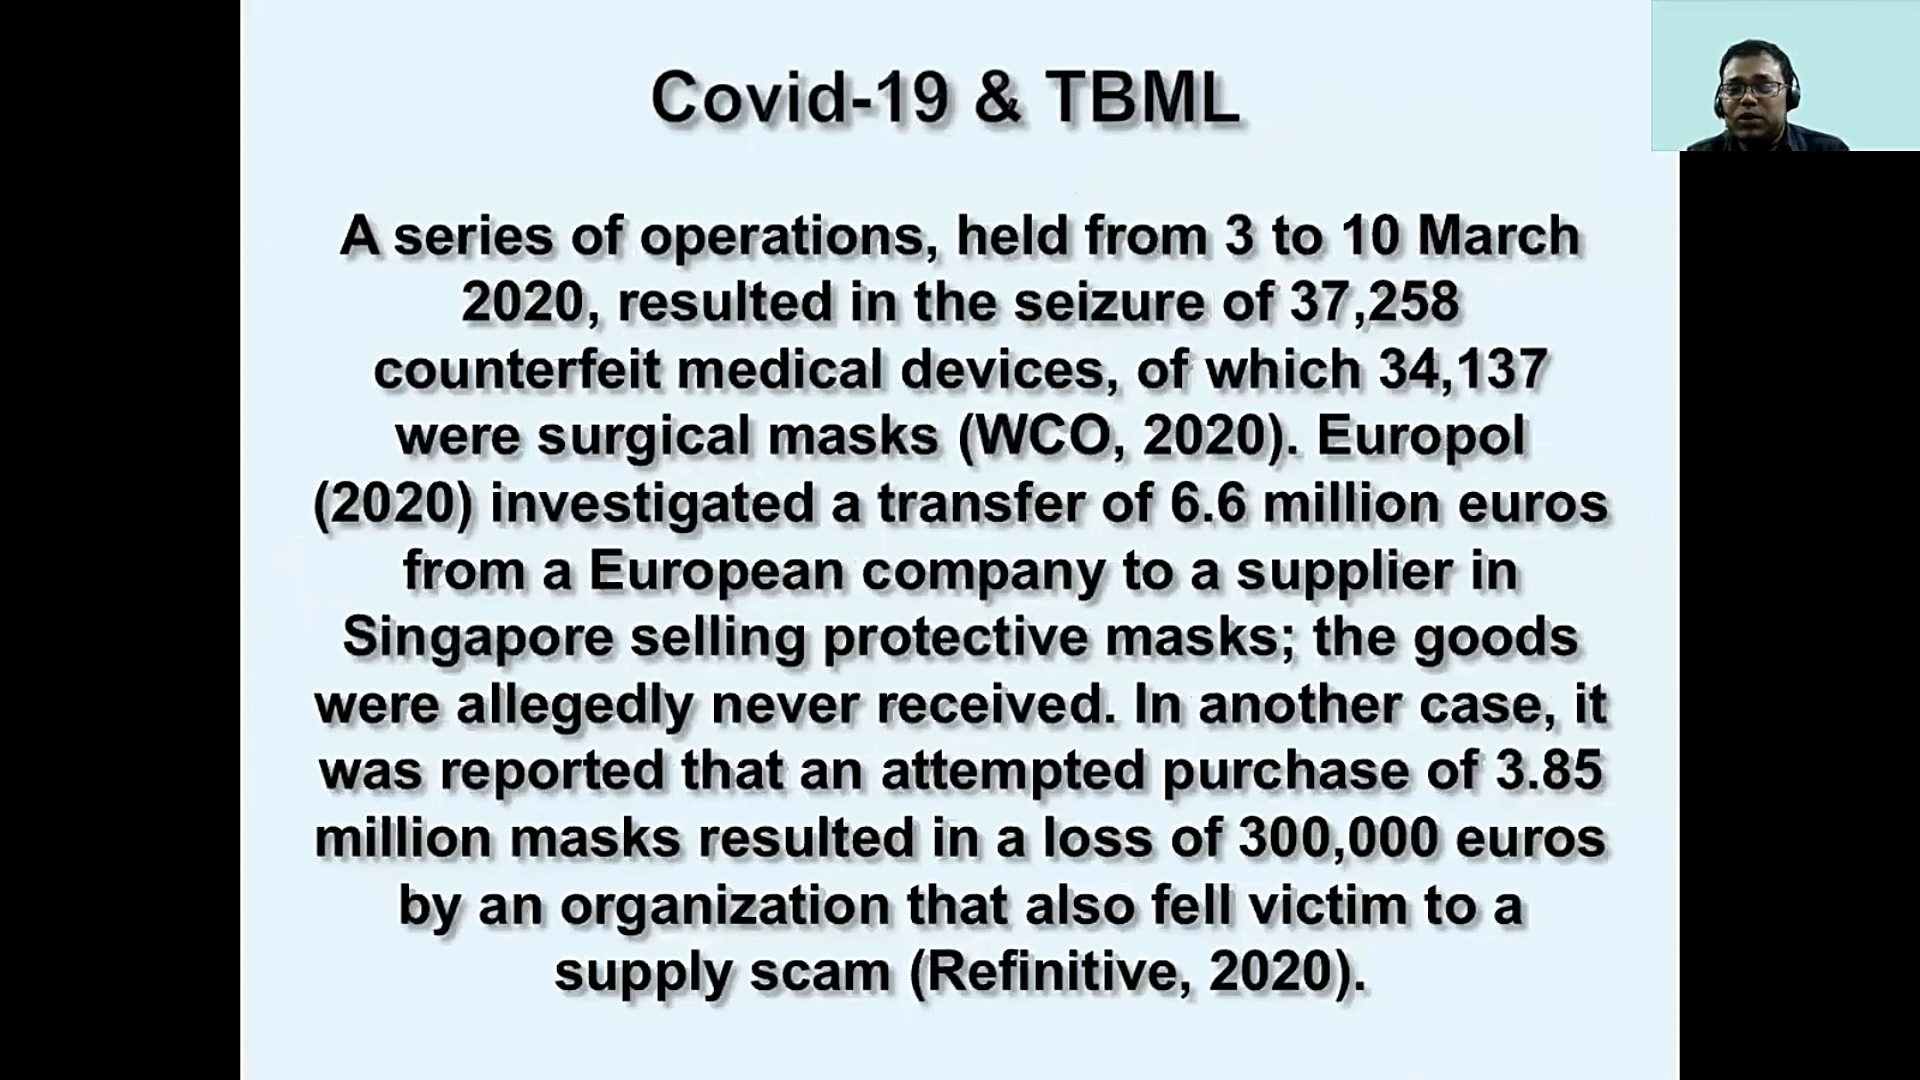 Covid-19 & TBML
A series of operations, held from 3 to 10 March
2020, resulted in the seizure of 37,258
counterfeit medical devices, of which 34,137
were surgical masks (WCO, 2020). Europol
(2020) investigated a transfer of 6.6 million euros
from a European company to a supplier in
Singapore selling protective masks; the goods
were allegedly never received. In another case, it
was reported that an attempted purchase of 3.85
million masks resulted in a loss of 300,000 euros
by an organization that also fell victim to a
supply scam (Refinitive, 2020).